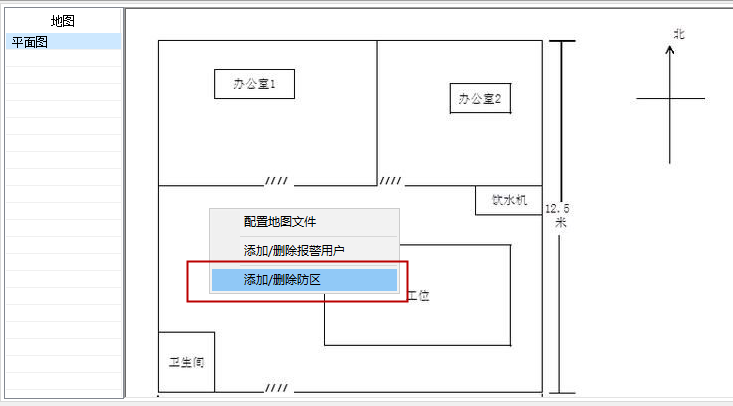 地图
平面图
北
办公室1
办公室2
饮水机
12.5
米
配置地图文件
添加/删除报警用户
添加/删除防区
工位
卫生间